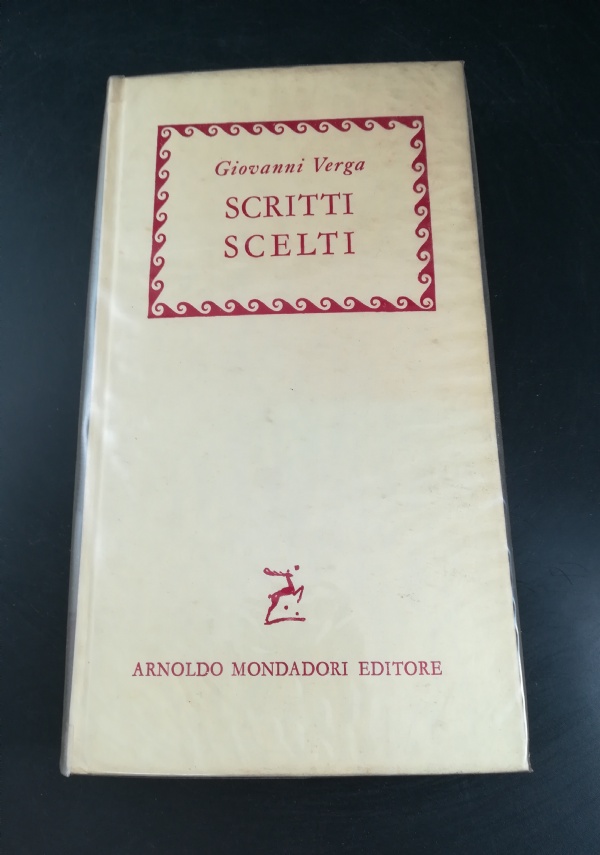 Giovanni Verga
SCRITTI
SCELTI
ARNOLDO MONDADORI EDITORE